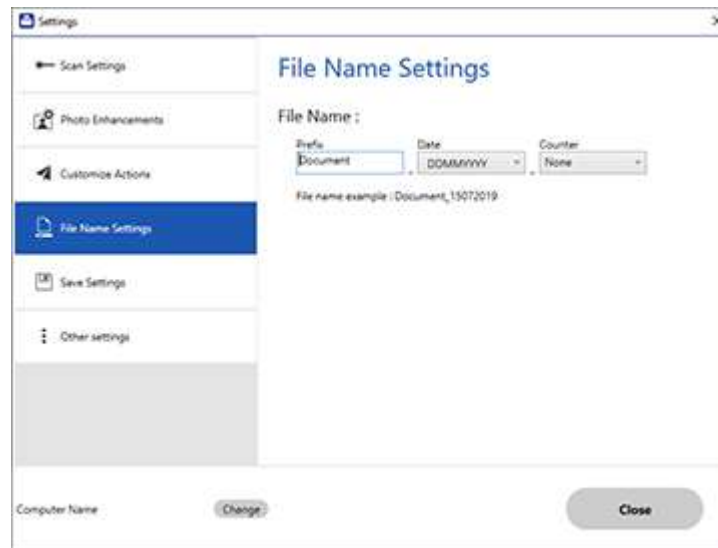 Settings
Scan Settings
Photo Enhancements
Customize Actions
File Name Settings
Save Settings
Other settings
File Name Settings
File Name :
Prefix Date Counter
Document _ DDMMYYYY _ None
File name example : Document_15072019
Computer Name Change Close